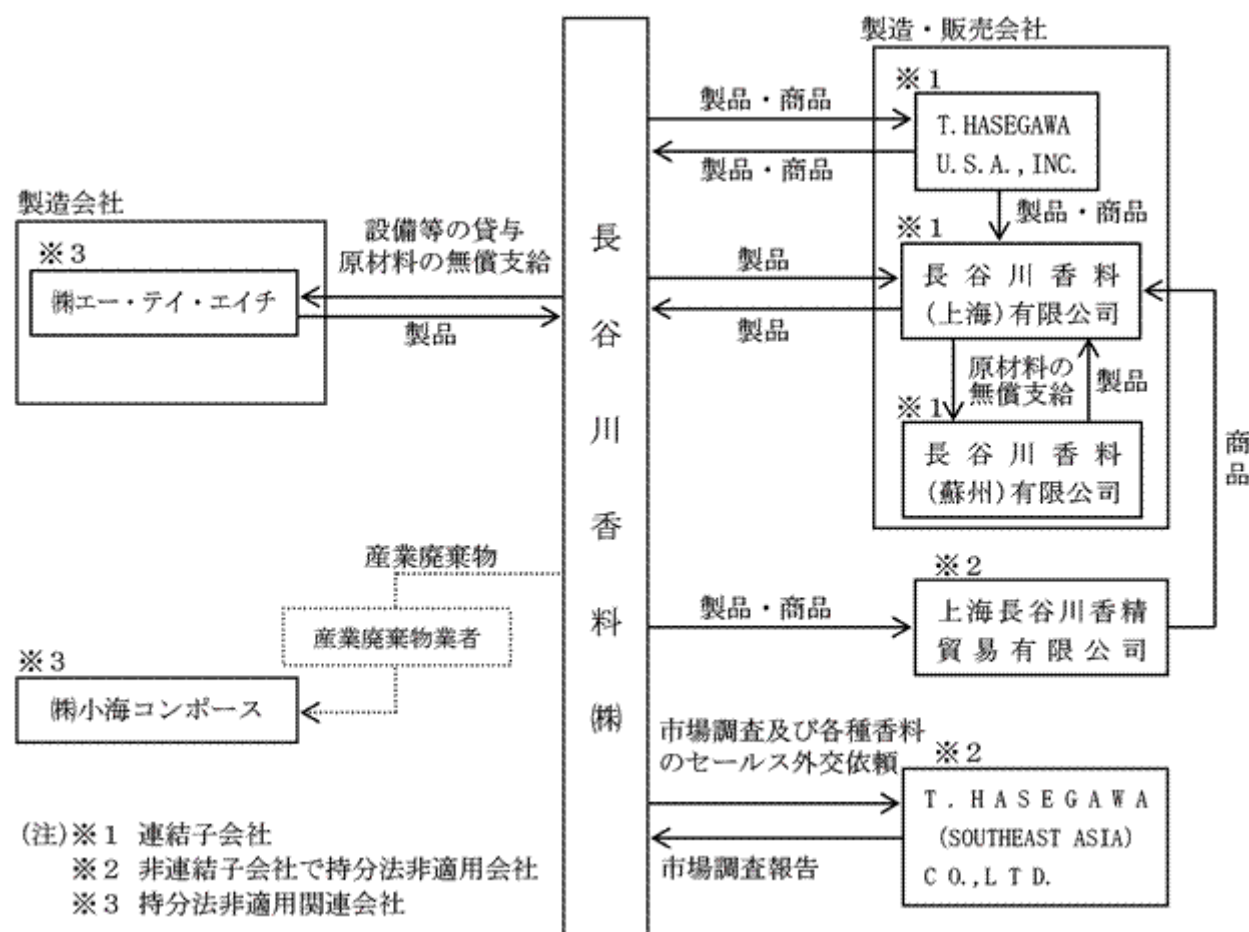 製造・販売会社
※1
製品・商品
T.HASEGAWA
U.S.A.,INC.
製品・商品
製品・商品
製造会社
※3
㈱エー・テイ・エイチ
設備等の貸与
原材料の無償支給
製品
長谷川香料㈱
※1
製品
長谷川香料
(上海)有限公司
製品
原材料の
無償支給
製品
※1
長谷川香料
(蘇州)有限公司
商品
産業廃棄物
産業廃棄物業者
※3
㈱小海コンポース
※2
製品・商品
上海長谷川香精
貿易有限公司
市場調査及び各種香料
のセールス外交依頼
※2
T.HASEGAWA
(SOUTHEAST ASIA)
CO.,LTD.
市場調査報告
(注)※1 連結子会社
※2 非連結子会社で持分法非適用会社
※3 持分法非適用関連会社